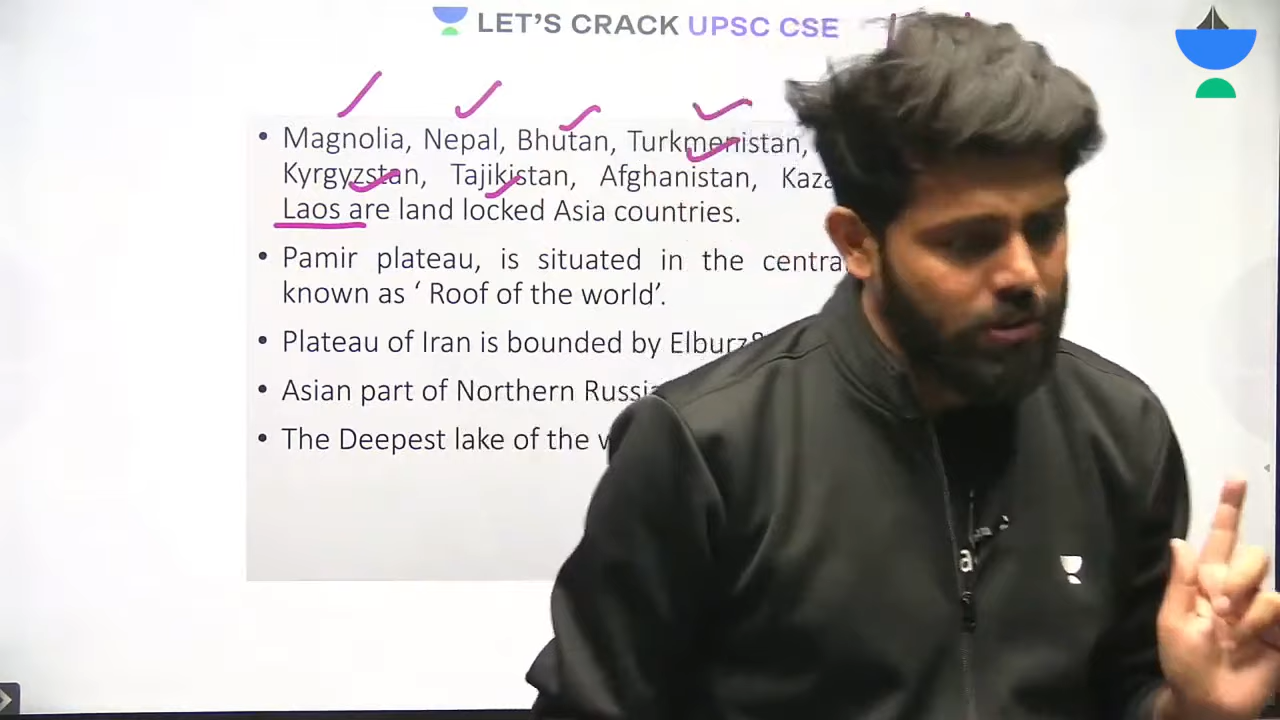 LET'S CRACK UPSC CSE
• Magnolia, Nepal, Bhutan, Turkmenistan,
Kyrgyzstan, Tajikistan, Afghanistan,
Laos are land locked Asia countries.
• Pamir plateau, is situated in the
known as ‘ Roof of the world’.
• Plateau of Iran is bounded by
• Asian part of Northern
• The Deepest lake of the
a